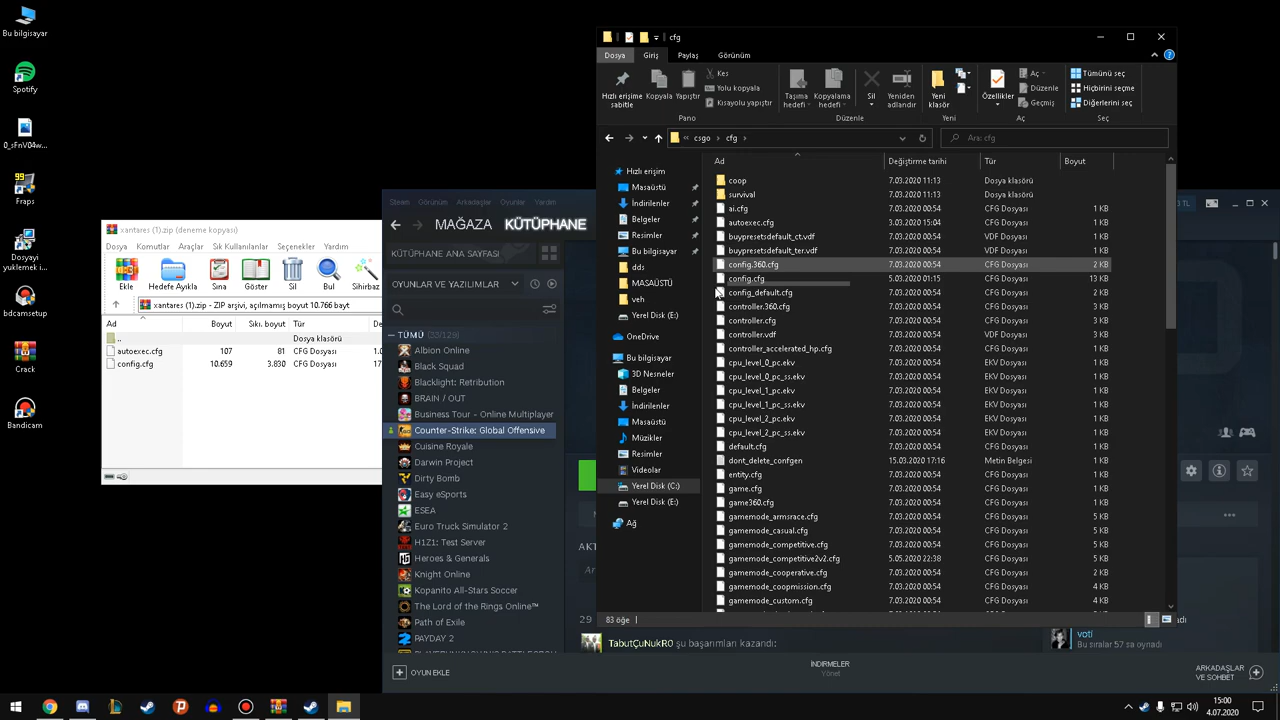 Bu bilgisayar
Spotify
0_sFnV04w...
99
Fraps
Dosyayi
yüklemek i...
bdcamsetup
Crack
Bandicam
xantares (1).zip (deneme kopyası)
Dosya Komutlar Araçlar Sık Kullanılanlar Seçenekler Yardım
Ekle Hedefe Ayıkla Sına Göster Sil Bul Sihirbaz
xantares (1).zip - ZIP arşivi, açılmamış boyut 10.766 bayt
Ad Boyut Sıkı. boyut Tür De
.. Dosya klasörü
autoexec.cfg 107 81 CFG Dosyası 1.0
config.cfg 10.659 3.830 CFG Dosyası 17
Steam Görünüm Arkadaşlar Oyunlar Yardım
MAĞAZA KÜTÜPHANE
KÜTÜPHANE ANA SAYFASI
OYUNLAR VE YAZILIMLAR
TÜMÜ (33/129)
Albion Online
Black Squad
Blacklight: Retribution
BRAIN / OUT
Business Tour - Online Multiplayer
Counter-Strike: Global Offensive
Cuisine Royale
Darwin Project
Dirty Bomb
Easy eSports
ESEA
Euro Truck Simulator 2
H1Z1: Test Server
Heroes & Generals
Knight Online
Kopanito All-Stars Soccer
The Lord of the Rings Online™
Path of Exile
PAYDAY 2
OYUN EKLE
TabutÇuNukR0 şu başarımları kazandı:
İNDİRMELER
Yönet
voti
Bu sıralar 57 sa oynadı
ARKADAŞLAR
VE SOHBET
cfg
Dosya Giriş Paylaş Görünüm
Hızlı erişime
sabitle
Kopyala Yapıştır
Kes
Yolu kopyala
Kısayolu yapıştır
Taşıma
hedefi
Kopyalama
hedefi
Sil
Yeniden
adlandır
Yeni
klasör
Özellikler
Aç
Düzenle
Geçmiş
Tümünü seç
Hiçbirini seçme
Diğerlerini seç
Pano Düzenle Yeni Aç Seç
« csgo › cfg ›
Ara: cfg
Hızlı erişim
Masaüstü
İndirilenler
Belgeler
Resimler
Bu bilgisayar
dds
MASAÜSTÜ
veh
Yerel Disk (E:)
OneDrive
Bu bilgisayar
3D Nesneler
Belgeler
İndirilenler
Masaüstü
Müzikler
Resimler
Videolar
Yerel Disk (C:)
Yerel Disk (E:)
Ağ
Ad Değiştirme tarihi Tür Boyut
coop 7.03.2020 11:13 Dosya klasörü
survival 7.03.2020 11:13 Dosya klasörü
ai.cfg 7.03.2020 00:54 CFG Dosyası 1 KB
autoexec.cfg 1.03.2020 31:04 CFG Dosyası 1 KB
buypresetsdefault_ct.vdf 7.03.2020 00:54 VDF Dosyası 1 KB
buypresetsdefault_ter.vdf 7.03.2020 00:54 VDF Dosyası 1 KB
config.360.cfg 7.03.2020 00:54 CFG Dosyası 2 KB
config.cfg 5.03.2020 01:15 CFG Dosyası 13 KB
config_default.cfg 7.03.2020 00:54 CFG Dosyası 2 KB
controller.360.cfg 7.03.2020 00:54 CFG Dosyası 3 KB
controller.cfg 7.03.2020 00:54 CFG Dosyası 3 KB
controller.vdf 7.03.2020 00:54 VDF Dosyası 3 KB
controller_accelerated_hp.cfg 7.03.2020 00:54 CFG Dosyası 3 KB
cpu_level_0_pc.ekv 7.03.2020 00:54 EKV Dosyası 1 KB
cpu_level_0_pc_ss.ekv 7.03.2020 00:54 EKV Dosyası 1 KB
cpu_level_1_pc.ekv 7.03.2020 00:54 EKV Dosyası 1 KB
cpu_level_1_pc_ss.ekv 7.03.2020 00:54 EKV Dosyası 1 KB
cpu_level_2_pc.ekv 7.03.2020 00:54 EKV Dosyası 1 KB
cpu_level_2_pc_ss.ekv 7.03.2020 00:54 EKV Dosyası 1 KB
default.cfg 7.03.2020 00:54 CFG Dosyası 1 KB
dont_delete_confgen 15.03.2020 17:16 Metin Belgesi 1 KB
entity.cfg 7.03.2020 00:54 CFG Dosyası 1 KB
game.cfg 7.03.2020 00:54 CFG Dosyası 1 KB
game360.cfg 7.03.2020 00:54 CFG Dosyası 1 KB
gamemode_armsrace.cfg 7.03.2020 00:54 CFG Dosyası 5 KB
gamemode_casual.cfg 7.03.2020 00:54 CFG Dosyası 5 KB
gamemode_competitive.cfg 7.03.2020 00:54 CFG Dosyası 5 KB
gamemode_competitive2v2.cfg 5.05.2020 22:38 CFG Dosyası 5 KB
gamemode_cooperative.cfg 7.03.2020 00:54 CFG Dosyası 2 KB
gamemode_coopmission.cfg 7.03.2020 00:54 CFG Dosyası 4 KB
gamemode_custom.cfg 7.03.2020 00:54 CFG Dosyası 4 KB
83 öğe
15:00
4.07.2020